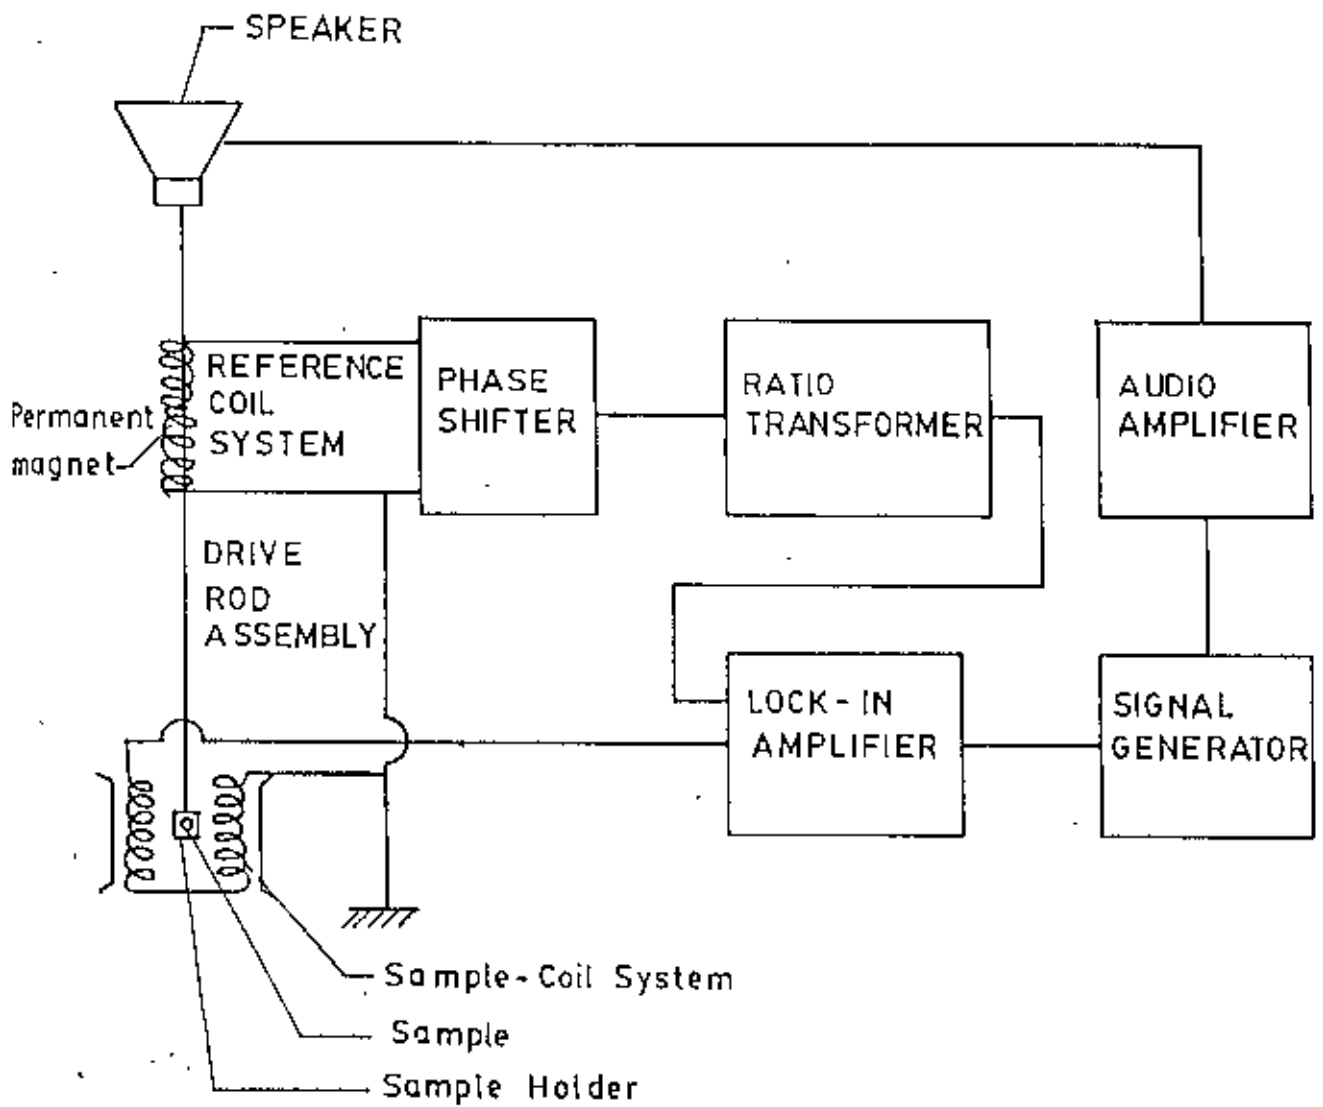 SPEAKER
REFERENCE
COIL
SYSTEM
Permanent
magnet
PHASE
SHIFTER
RATIO
TRANSFORMER
AUDIO
AMPLIFIER
DRIVE
ROD
ASSEMBLY
LOCK-IN
AMPLIFIER
SIGNAL
GENERATOR
Sample-Coil System
Sample
Sample Holder